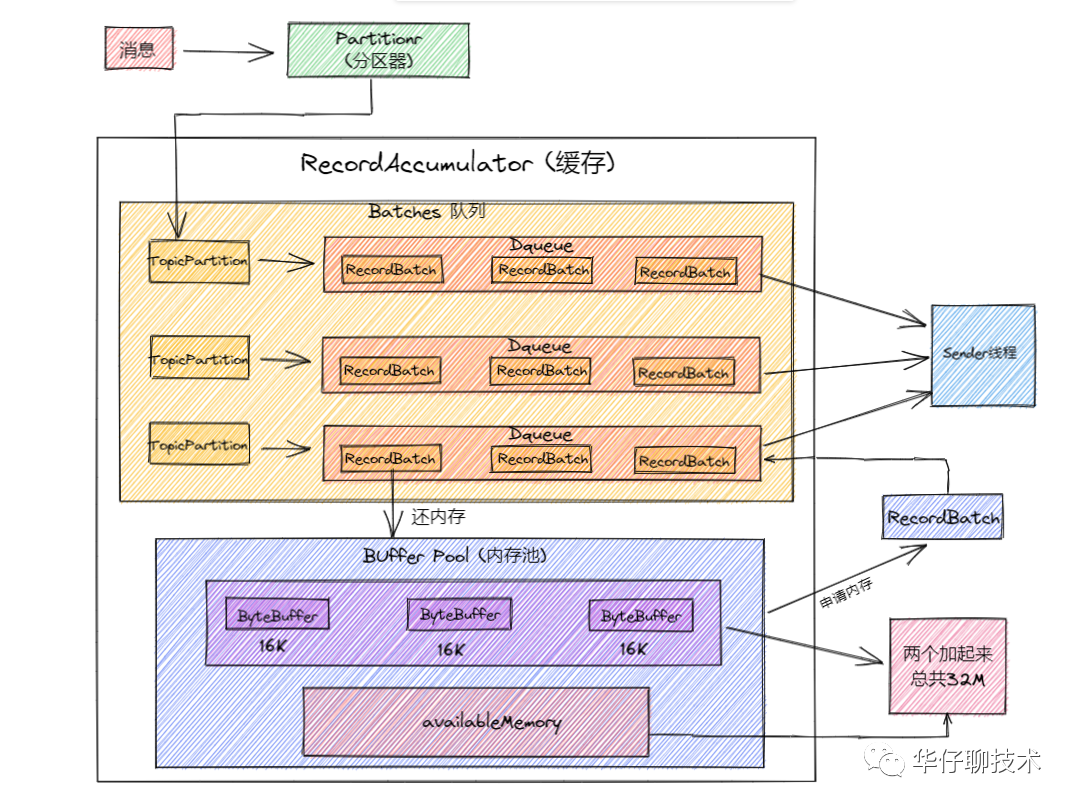 消息
Partitionr
(分区器)
RecordAccumulator (缓存)
Batches 队列
TopicPartition
Dqueue
RecordBatch
RecordBatch
RecordBatch
TopicPartition
Dqueue
RecordBatch
RecordBatch
RecordBatch
Sender线程
TopicPartition
Dqueue
RecordBatch
RecordBatch
RecordBatch
还内存
RecordBatch
申请内存
BUffer Pool (内存池)
ByteBuffer
16K
ByteBuffer
16K
ByteBuffer
16K
两个加起来
总共32M
availableMemory
华仔聊技术